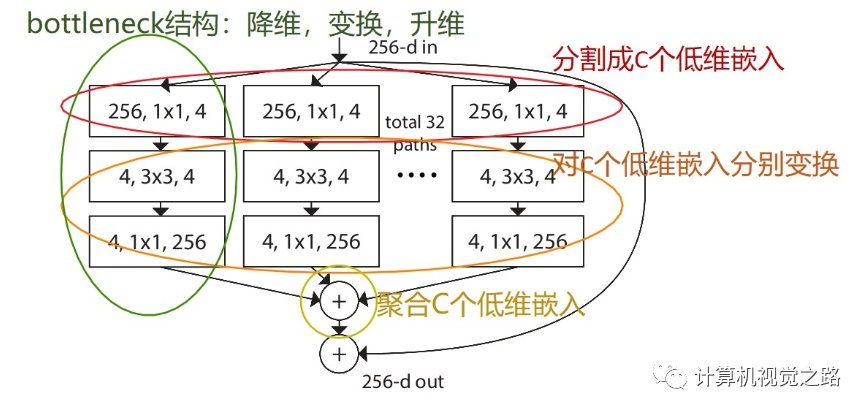 bottleneck结构：降维，变换，升维
256-d in
分割成C个低维嵌入
256, 1x1, 4
256, 1x1, 4
256, 1x1, 4
total 32
paths
4, 3x3, 4
4, 3x3, 4
....
4, 3x3, 4
对C个低维嵌入分别变换
4, 1x1, 256
4, 1x1, 256
4, 1x1, 256
+
聚合C个低维嵌入
+
256-d out
计算机视觉之路